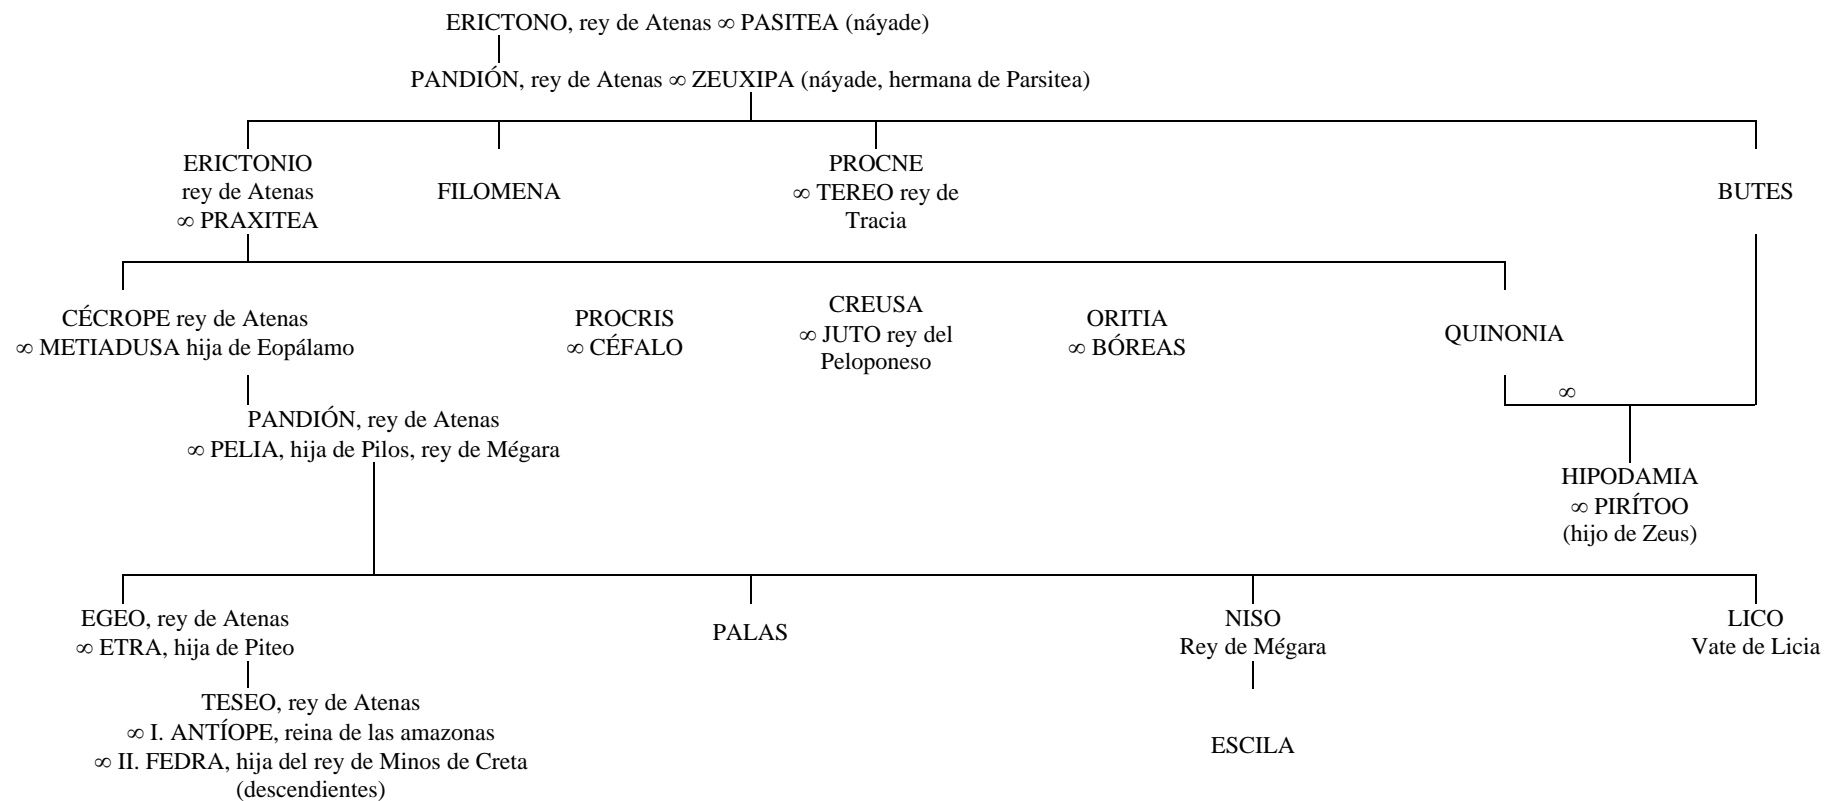 ERICTONO, rey de Atenas ∞ PASITEA (náyade)
PANDIÓN, rey de Atenas ∞ ZEUXIPA (náyade, hermana de Parsitea)
ERICTONIO
rey de Atenas
∞ PRAXITEA
FILOMENA
PROCNE
∞ TEREO rey de
Tracia
BUTES
CÉCROPE rey de Atenas
∞ METIADUSA hija de Eopálamo
PROCRIS
∞ CÉFALO
CREUSA
∞ JUTO rey del
Peloponeso
ORITIA
∞ BÓREAS
QUINONIA
∞
PANDIÓN, rey de Atenas
∞ PELIA, hija de Pilos, rey de Mégara
HIPODAMIA
∞ PIRÍTOO
(hijo de Zeus)
EGEO, rey de Atenas
∞ ETRA, hija de Piteo
PALAS
NISO
Rey de Mégara
LICO
Vate de Licia
TESEO, rey de Atenas
∞ I. ANTÍOPE, reina de las amazonas
∞ II. FEDRA, hija del rey de Minos de Creta
(descendientes)
ESCILA